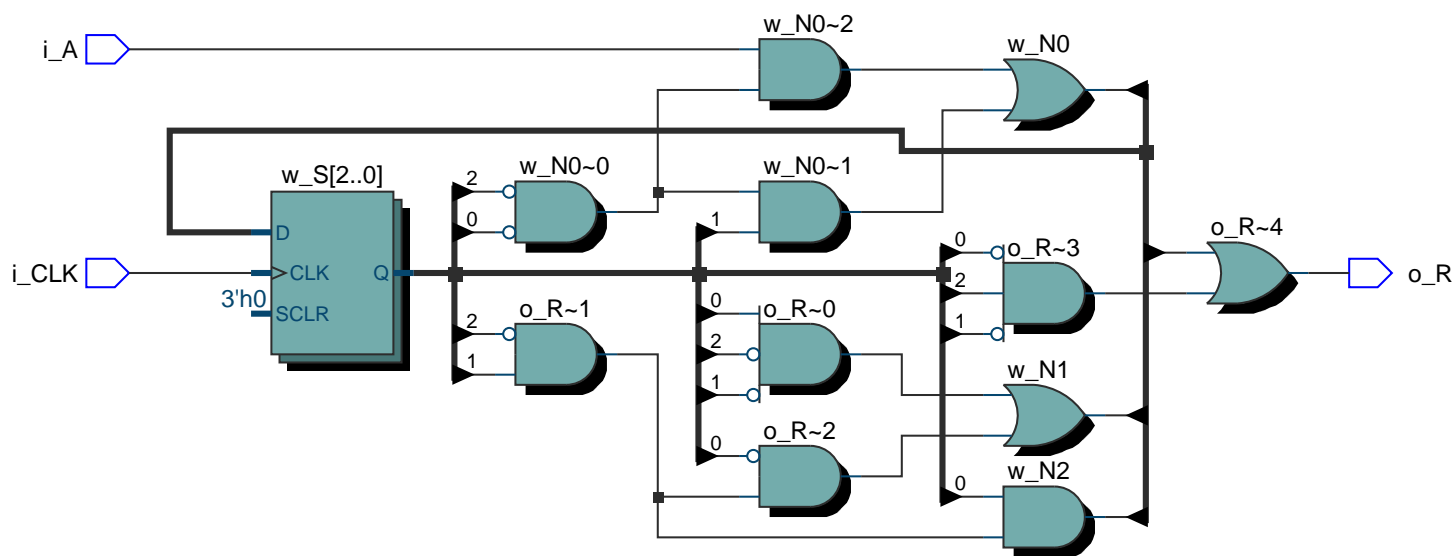 w_N0~2
w_N0
i_A
w_N0~0
w_N0~1
w_S[2..0]
2
0
1
0
o_R~3
o_R~4
D
i_CLK
CLK
Q
2
o_R
3'h0
SCLR
o_R~1
0
o_R~0
1
2
2
1
1
w_N1
o_R~2
0
w_N2
0